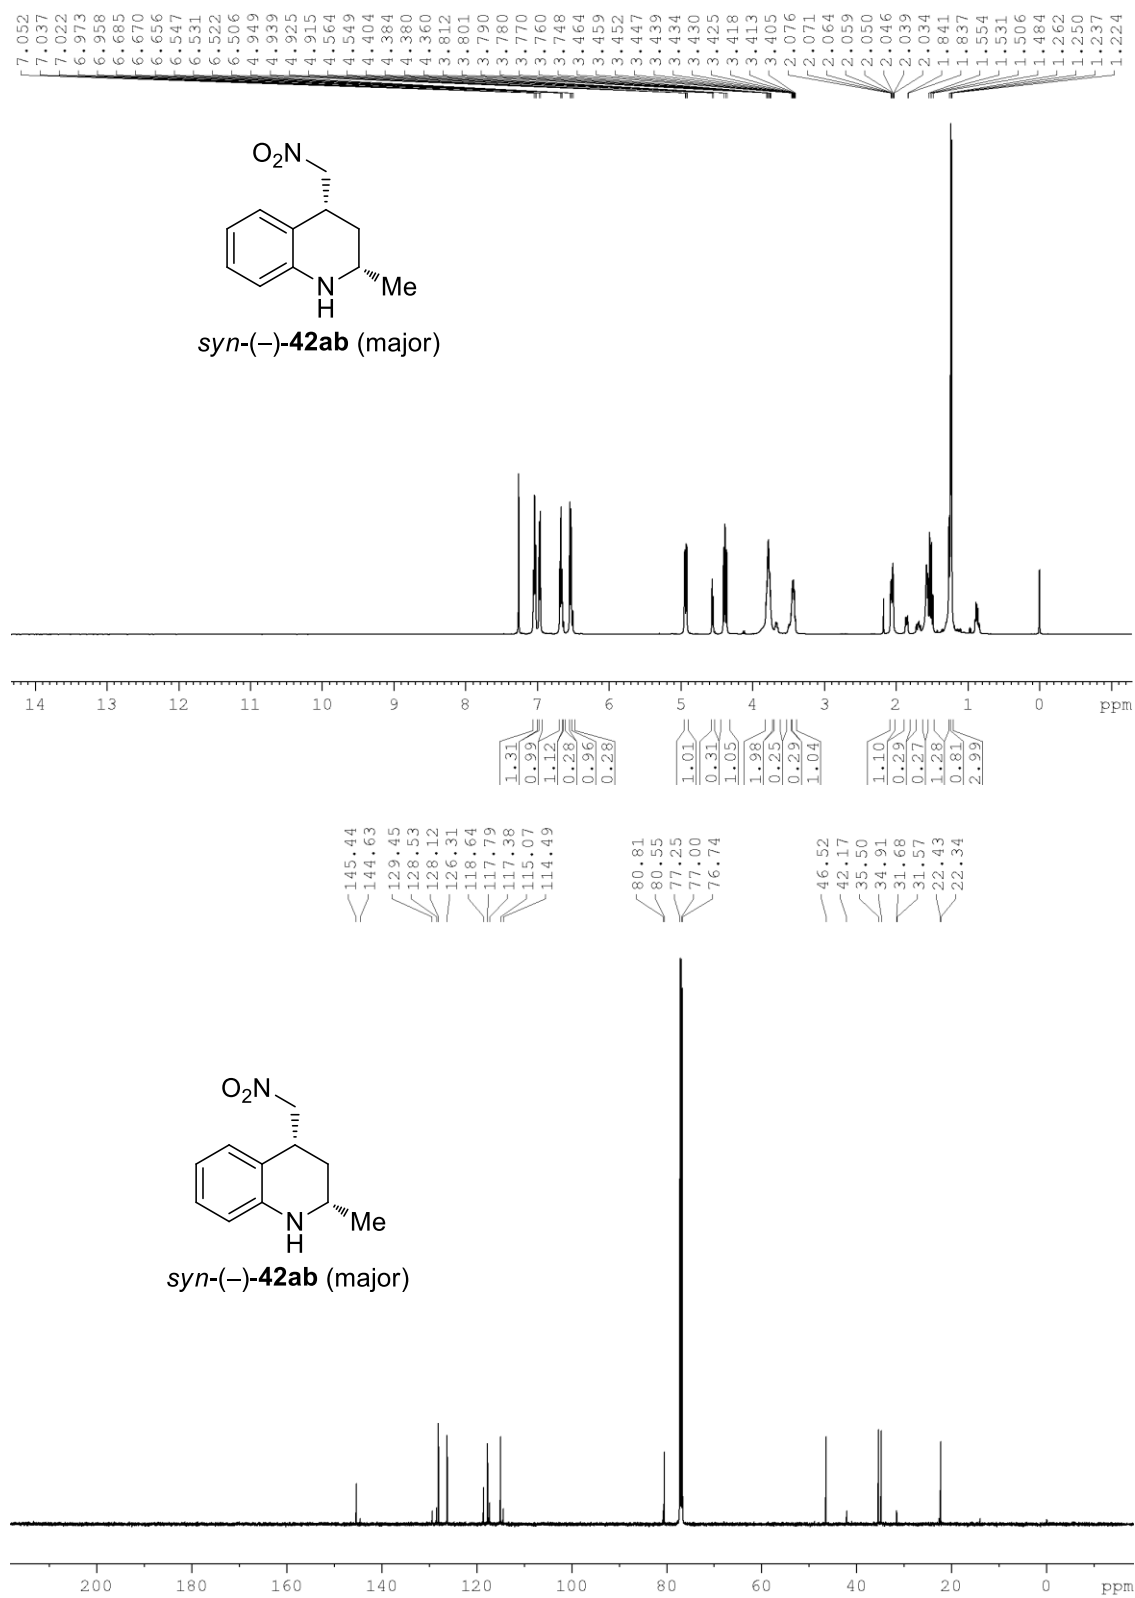 7.052 7.037 7.022 6.973 6.958 6.685 6.670 6.656 6.547 6.531 6.522 6.506 4.949 4.939 4.925 4.915 4.564 4.549 4.404 4.384 4.380 4.360 3.812 3.801 3.790 3.780 3.770 3.760 3.748 3.464 3.459 3.452 3.447 3.439 3.434 3.430 3.425 3.418 3.413 3.405 2.076 2.071 2.064 2.059 2.050 2.046 2.039 2.034 1.841 1.837 1.554 1.531 1.506 1.484 1.262 1.250 1.237 1.224
O2N
N
H
Me
syn-(–)-42ab (major)
14 13 12 11 10 9 8 7 6 5 4 3 2 1 0 ppm
1.31 0.99 1.12 0.28 0.96 0.28 1.01 0.31 1.05 1.98 0.25 0.29 1.04 1.10 0.29 0.27 1.28 0.81 2.99
145.44 144.63 129.45 128.53 128.12 126.31 118.64 117.79 117.38 115.07 114.49 80.81 80.55 77.25 77.00 76.74 46.52 42.17 35.50 34.91 31.68 31.57 22.43 22.34
O2N
N
H
Me
syn-(–)-42ab (major)
200 180 160 140 120 100 80 60 40 20 0 ppm